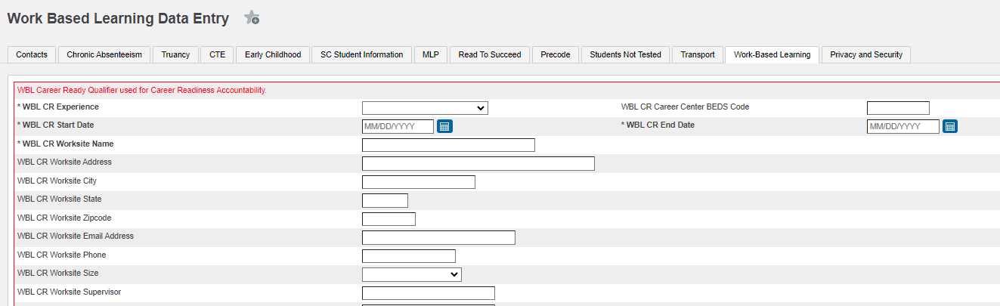 Work Based Learning Data Entry
Contacts Chronic Absenteeism Truancy CTE Early Childhood SC Student Information MLP Read To Succeed Precode Students Not Tested Transport Work-Based Learning Privacy and Security
WBL Career Ready Qualifier used for Career Readiness Accountability.
* WBL CR Experience WBL CR Career Center BEDS Code
* WBL CR Start Date MM/DD/YYYY * WBL CR End Date MM/DD/YYYY
* WBL CR Worksite Name
WBL CR Worksite Address
WBL CR Worksite City
WBL CR Worksite State
WBL CR Worksite Zipcode
WBL CR Worksite Email Address
WBL CR Worksite Phone
WBL CR Worksite Size
WBL CR Worksite Supervisor